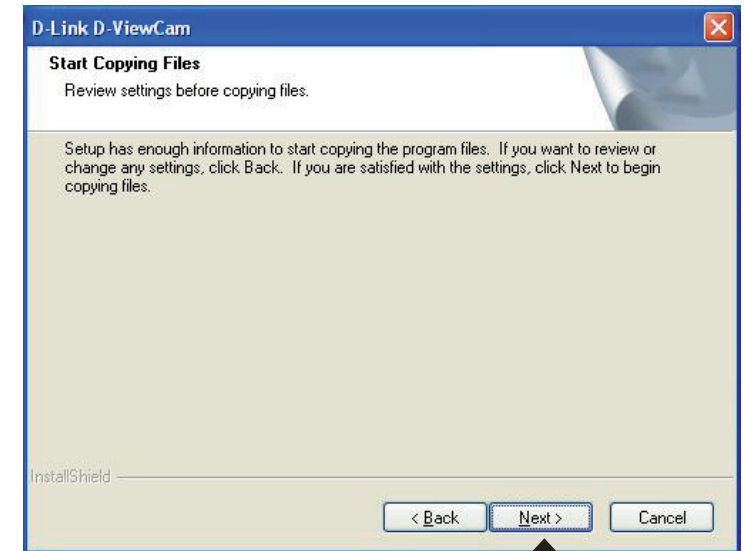 D-Link D-ViewCam
Start Copying Files
Review settings before copying files.
Setup has enough information to start copying the program files. If you want to review or
change any settings, click Back. If you are satisfied with the settings, click Next to begin
copying files.
InstallShield
< Back Next > Cancel